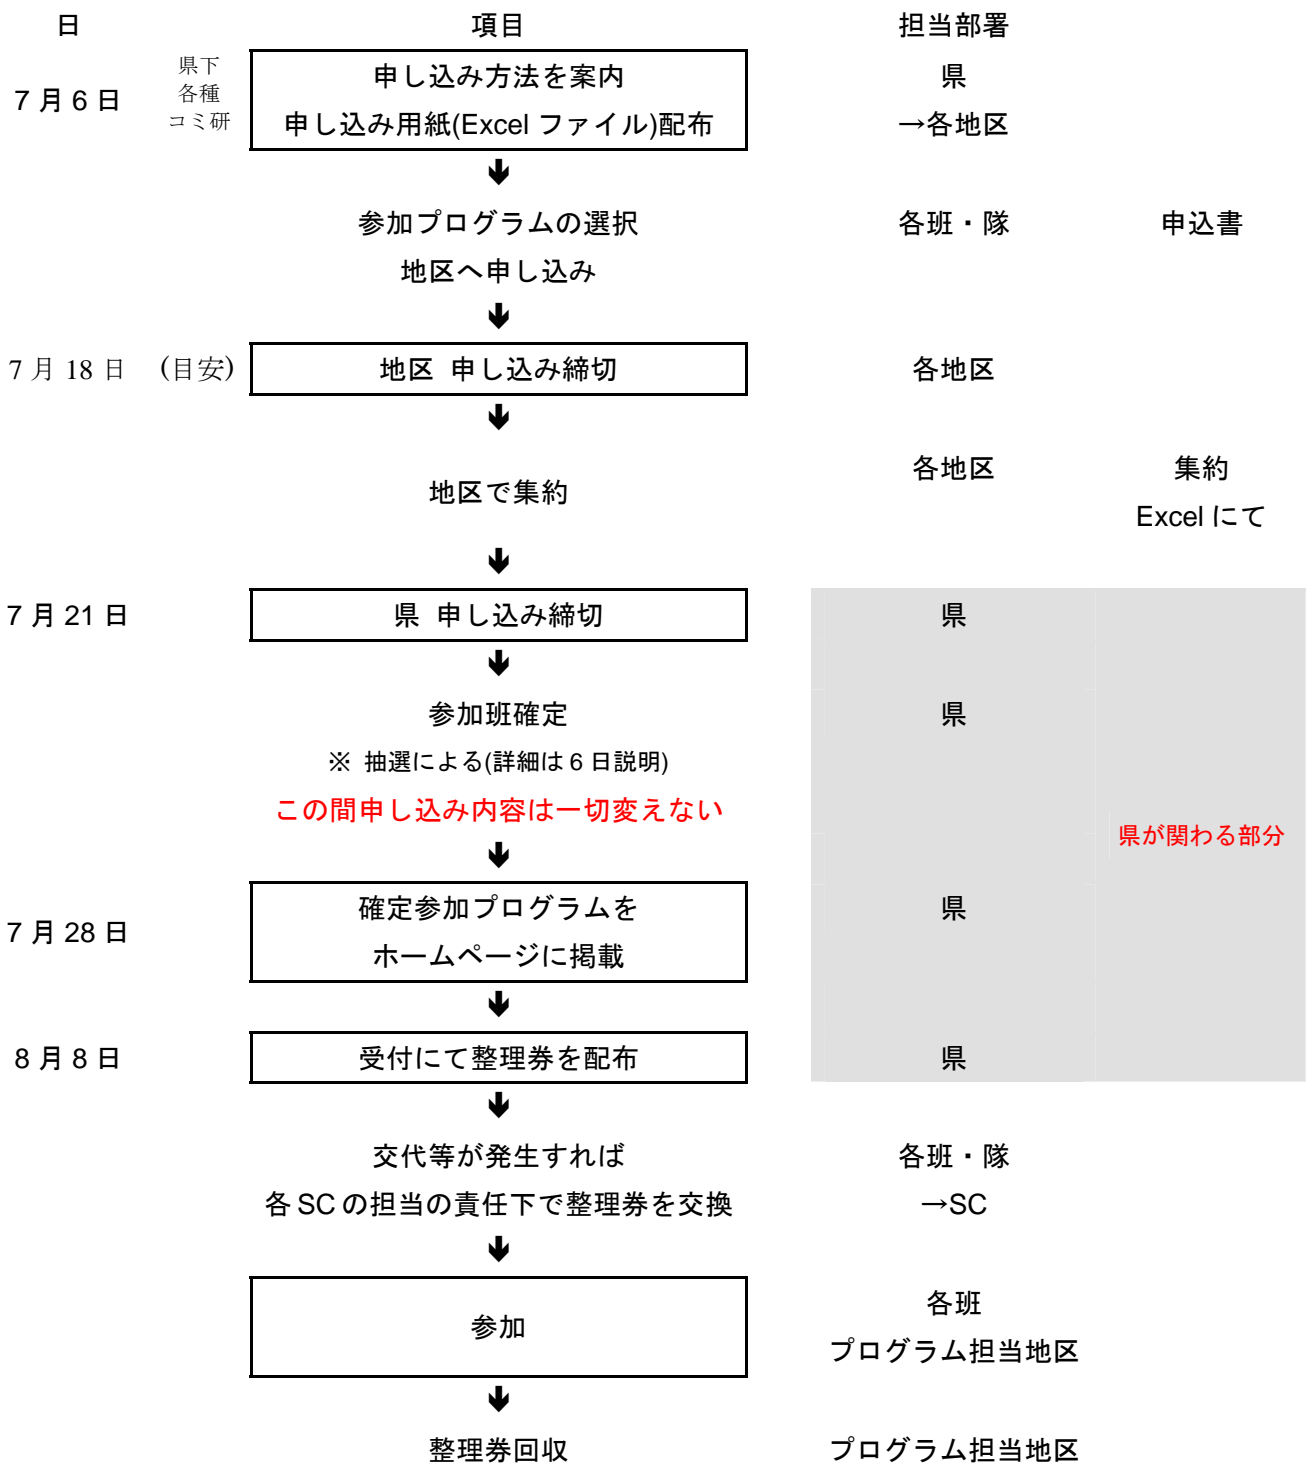 日 項目 担当部署
県下
各種
コミ研
7 月 6 日
申し込み方法を案内
申し込み用紙(Excel ファイル)配布
県
→各地区
参加プログラムの選択
地区へ申し込み
各班・隊
申込書
7 月 18 日 (目安)
地区 申し込み締切
各地区
地区で集約
各地区
集約
Excel にて
7 月 21 日
県 申し込み締切
県
参加班確定
県
※ 抽選による(詳細は 6 日説明)
この間申し込み内容は一切変えない
県が関わる部分
7 月 28 日
確定参加プログラムを
ホームページに掲載
県
8 月 8 日
受付にて整理券を配布
県
交代等が発生すれば
各 SC の担当の責任下で整理券を交換
各班・隊
→SC
参加
各班
プログラム担当地区
整理券回収
プログラム担当地区